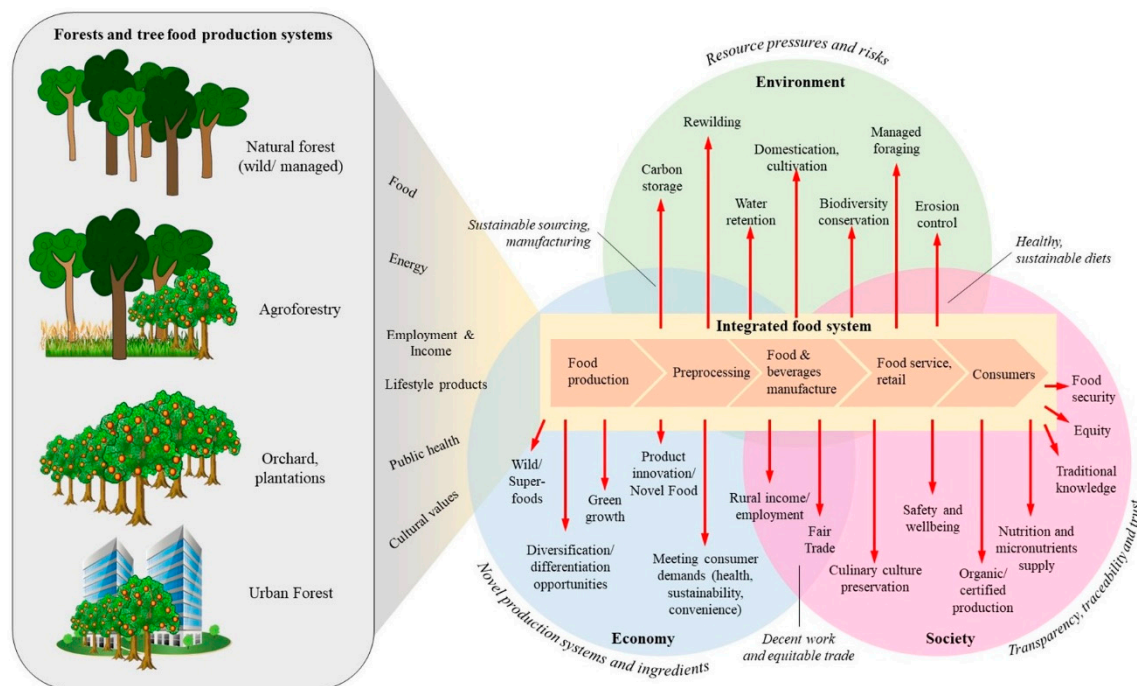 Forests and tree food production systems
Natural forest
(wild/ managed)
Agroforestry
Orchard,
plantations
Urban Forest
Food
Energy
Employment &
Income
Lifestyle products
Public health
Cultural values
Resource pressures and risks
Environment
Rewilding
Carbon
storage
Water
retention
Domestication,
cultivation
Biodiversity
conservation
Managed
foraging
Erosion
control
Sustainable sourcing,
manufacturing
Healthy,
sustainable diets
Integrated food system
Food
production
Preprocessing
Food &
beverages
manufacture
Food service,
retail
Consumers
Food
security
Equity
Traditional
knowledge
Wild/
Super-
foods
Diversification/
differentiation
opportunities
Green
growth
Product
innovation/
Novel Food
Meeting consumer
demands (health,
sustainability,
convenience)
Rural income/
employment
Fair
Trade
Culinary culture
preservation
Safety and
wellbeing
Organic/
certified
production
Nutrition and
micronutrients
supply
Economy
Society
Decent work
and equitable trade
Novel production systems and ingredients
Transparency, traceability and trust